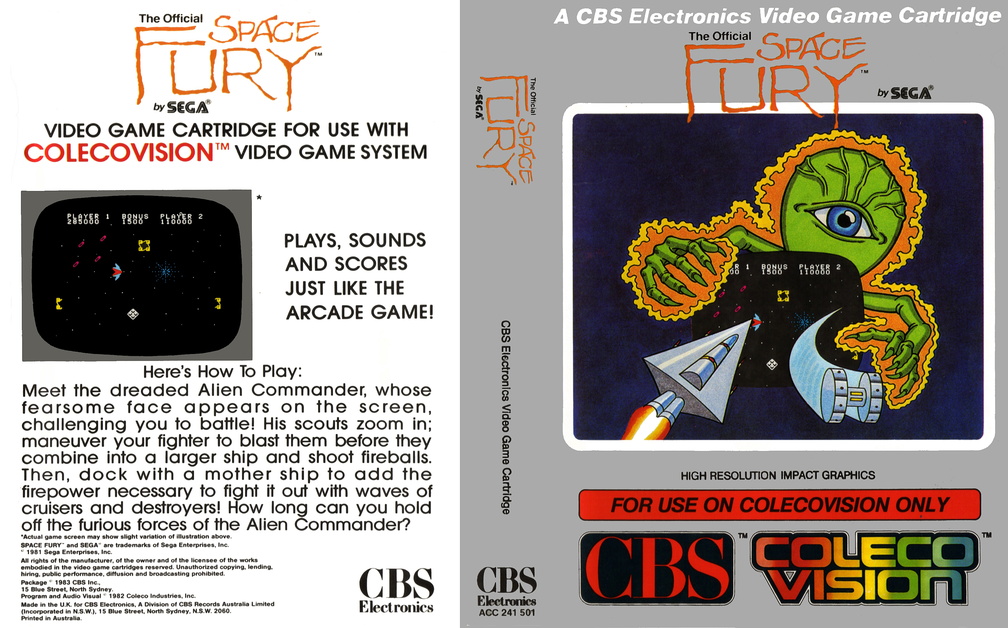 The Official
SPACE
FURY™
by SEGA®
VIDEO GAME CARTRIDGE FOR USE WITH
COLECOVISION™ VIDEO GAME SYSTEM
PLAYER 1 BONUS PLAYER 2
285000 1500 110000
*
PLAYS, SOUNDS
AND SCORES
JUST LIKE THE
ARCADE GAME!
Here's How To Play:
Meet the dreaded Alien Commander, whose
fearsome face appears on the screen,
challenging you to battle! His scouts zoom in;
maneuver your fighter to blast them before they
combine into a larger ship and shoot fireballs.
Then, dock with a mother ship to add the
firepower necessary to fight it out with waves of
cruisers and destroyers! How long can you hold
off the furious forces of the Alien Commander?
*Actual game screen may show slight variation of illustration above.
SPACE FURY™ and SEGA® are trademarks of Sega Enterprises, Inc.
© 1981 Sega Enterprises, Inc.
All rights of the manufacturer, of the owner and of the licensee of the works
embodied in the video game cartridges reserved. Unauthorized copying, lending,
hiring, public performance, diffusion and broadcasting prohibited.
Package © 1983 CBS Inc.,
15 Blue Street, North Sydney.
Program and Audio Visual © 1982 Coleco Industries, Inc.
Made in the U.K. for CBS Electronics, A Division of CBS Records Australia Limited
(Incorporated in N.S.W.), 15 Blue Street, North Sydney, N.S.W. 2060.
Printed in Australia.
CBS
Electronics
The Official
SPACE
FURY™
by SEGA®
CBS Electronics Video Game Cartridge
CBS
Electronics
ACC 241 501
A CBS Electronics Video Game Cartridge
The Official
SPACE
FURY™
by SEGA®
R 1 BONUS PLAYER 2
00 1500 110000
HIGH RESOLUTION IMPACT GRAPHICS
FOR USE ON COLECOVISION ONLY
CBS™
COLECO
VISION™